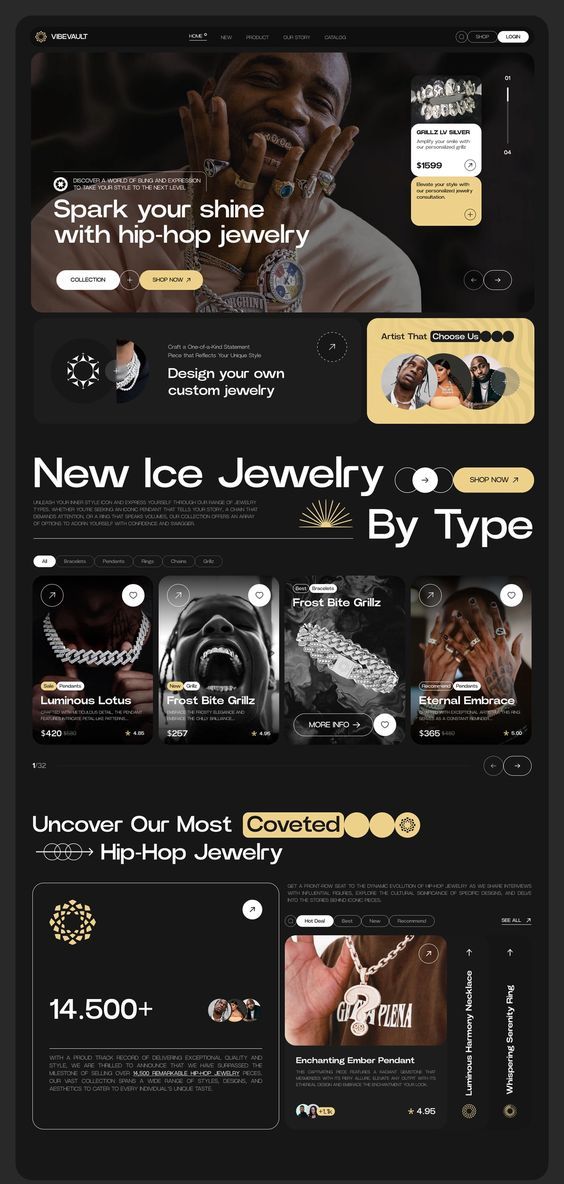 VIBEVAULT
HOME
NEW
PRODUCT
OUR STORY
CATALOG
SHOP
LOGIN
01
GRILLZ LV SILVER
Amplify your smile with
our personalized grillz
$1599
04
Elevate your style with
our personalized jewelry
consultation.
DISCOVER A WORLD OF BLING AND EXPRESSION
TO TAKE YOUR STYLE TO THE NEXT LEVEL
Spark your shine
with hip-hop jewelry
COLLECTION
SHOP NOW
Craft a One-of-a-Kind Statement
Piece that Reflects Your Unique Style
Design your own
custom jewelry
Artist That Choose Us
New Ice Jewelry
SHOP NOW
UNLEASH YOUR INNER STYLE ICON AND EXPRESS YOURSELF THROUGH OUR RANGE OF JEWELRY
TYPES. WHETHER YOU'RE SEEKING AN ICONIC PENDANT THAT TELLS YOUR STORY, A CHAIN THAT
DEMANDS ATTENTION, OR A RING THAT SPEAKS VOLUMES, OUR COLLECTION OFFERS AN ARRAY
OF OPTIONS TO ADORN YOURSELF WITH CONFIDENCE AND SWAGGER.
By Type
All
Bracelets
Pendants
Rings
Chains
Grillz
Sale
Pendants
Luminous Lotus
CRAFTED WITH METICULOUS DETAIL, THE PENDANT
FEATURES INTRICATE PETAL-LIKE PATTERNS...
$420
4.85
New
Grillz
Frost Bite Grillz
EMBRACE THE FROSTY ELEGANCE AND
EMBRACE THE CHILLY BRILLIANCE...
$257
4.95
Best
Bracelets
Frost Bite Grillz
MORE INFO
Recommend
Pendants
Eternal Embrace
CRAFTED WITH EXCEPTIONAL ARTISTRY, THIS RING
SERVES AS A CONSTANT REMINDER...
$365
5.00
1/32
Uncover Our Most Coveted
Hip-Hop Jewelry
GET A FRONT-ROW SEAT TO THE DYNAMIC EVOLUTION OF HIP-HOP JEWELRY AS WE SHARE INTERVIEWS
WITH INFLUENTIAL FIGURES, EXPLORE THE CULTURAL SIGNIFICANCE OF SPECIFIC DESIGNS, AND DELVE
INTO THE STORIES BEHIND ICONIC PIECES.
Hot Deal
Best
New
Recommend
SEE ALL
14.500+
WITH A PROUD TRACK RECORD OF DELIVERING EXCEPTIONAL QUALITY AND
STYLE, WE ARE THRILLED TO ANNOUNCE THAT WE HAVE SURPASSED THE
MILESTONE OF SELLING OVER 14,500 REMARKABLE HIP-HOP JEWELRY PIECES.
OUR VAST COLLECTION SPANS A WIDE RANGE OF STYLES, DESIGNS, AND
AESTHETICS TO CATER TO EVERY INDIVIDUAL'S UNIQUE TASTE.
Enchanting Ember Pendant
THIS CAPTIVATING PIECE FEATURES A RADIANT GEMSTONE THAT
MESMERIZES WITH ITS FIERY ALLURE. ELEVATE ANY OUTFIT WITH ITS
ETHEREAL DESIGN AND EMBRACE THE ENCHANTMENT YOUR LOOK.
+1.1k
4.95
Luminous Harmony Necklace
Whispering Serenity Ring